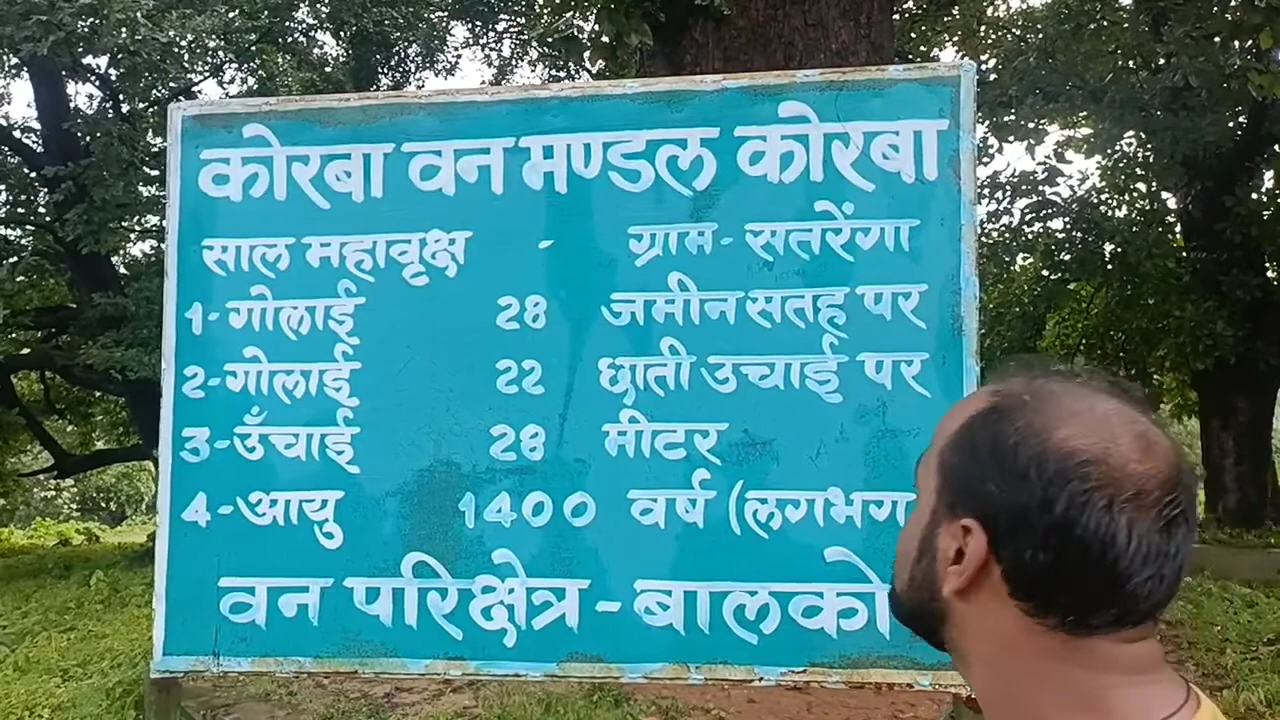 कोरबा वन मण्डल कोरबा
साल महावृक्ष - ग्राम - सतरेंगा
1- गोलाई 28 जमीन सतह पर
2- गोलाई 22 छाती उचाई पर
3- उँचाई 28 मीटर
4- आयु 1400 वर्ष (लगभग
वन परिक्षेत्र - बालको